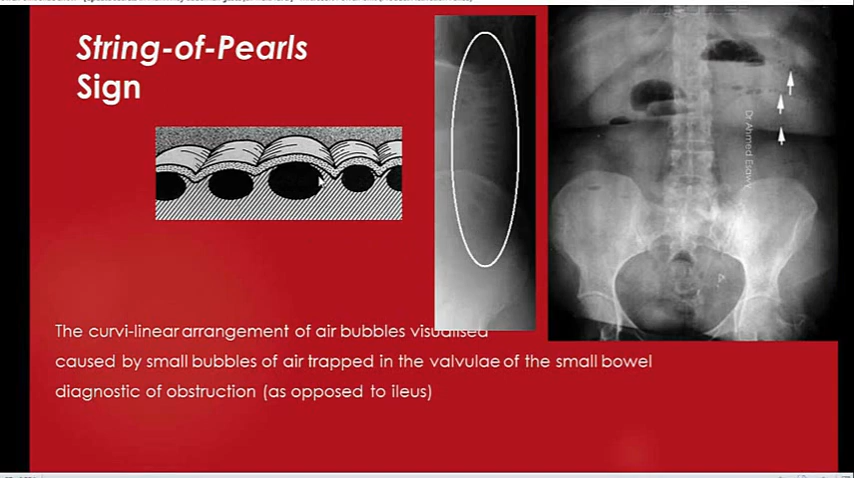 String-of-Pearls
Sign
Dr Ahmed Esawy
The curvi-linear arrangement of air bubbles visualised
caused by small bubbles of air trapped in the valvulae of the small bowel
diagnostic of obstruction (as opposed to ileus)